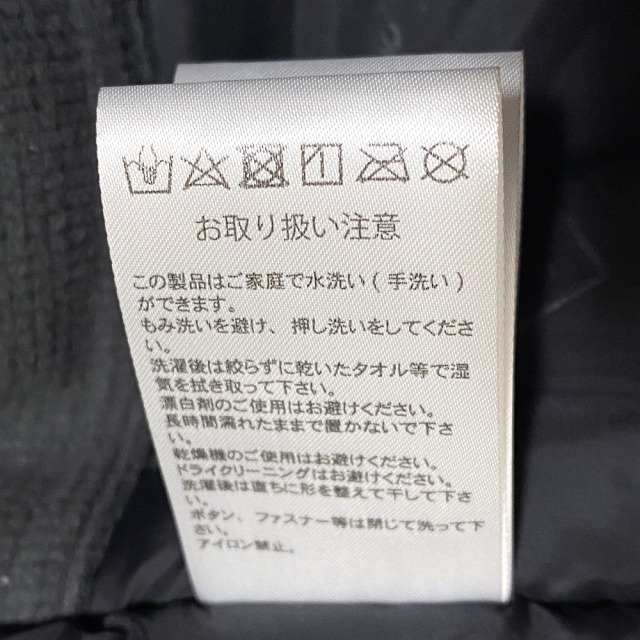 お取り扱い注意
この製品はご家庭で水洗い(手洗い)
ができます。
もみ洗いを避け、押し洗いをしてくださ
い。
洗濯後は絞らずに乾いたタオル等で湿
気を拭き取って下さい。
漂白剤のご使用はお避けください。
長時間濡れたままで置かないで下さ
い。
乾燥機のご使用はお避けください。
ドライクリーニングはお避けください。
洗濯後は直ちに形を整えて干して下さ
い。
ボタン、ファスナー等は閉じて洗って下
さい。
アイロン禁止。